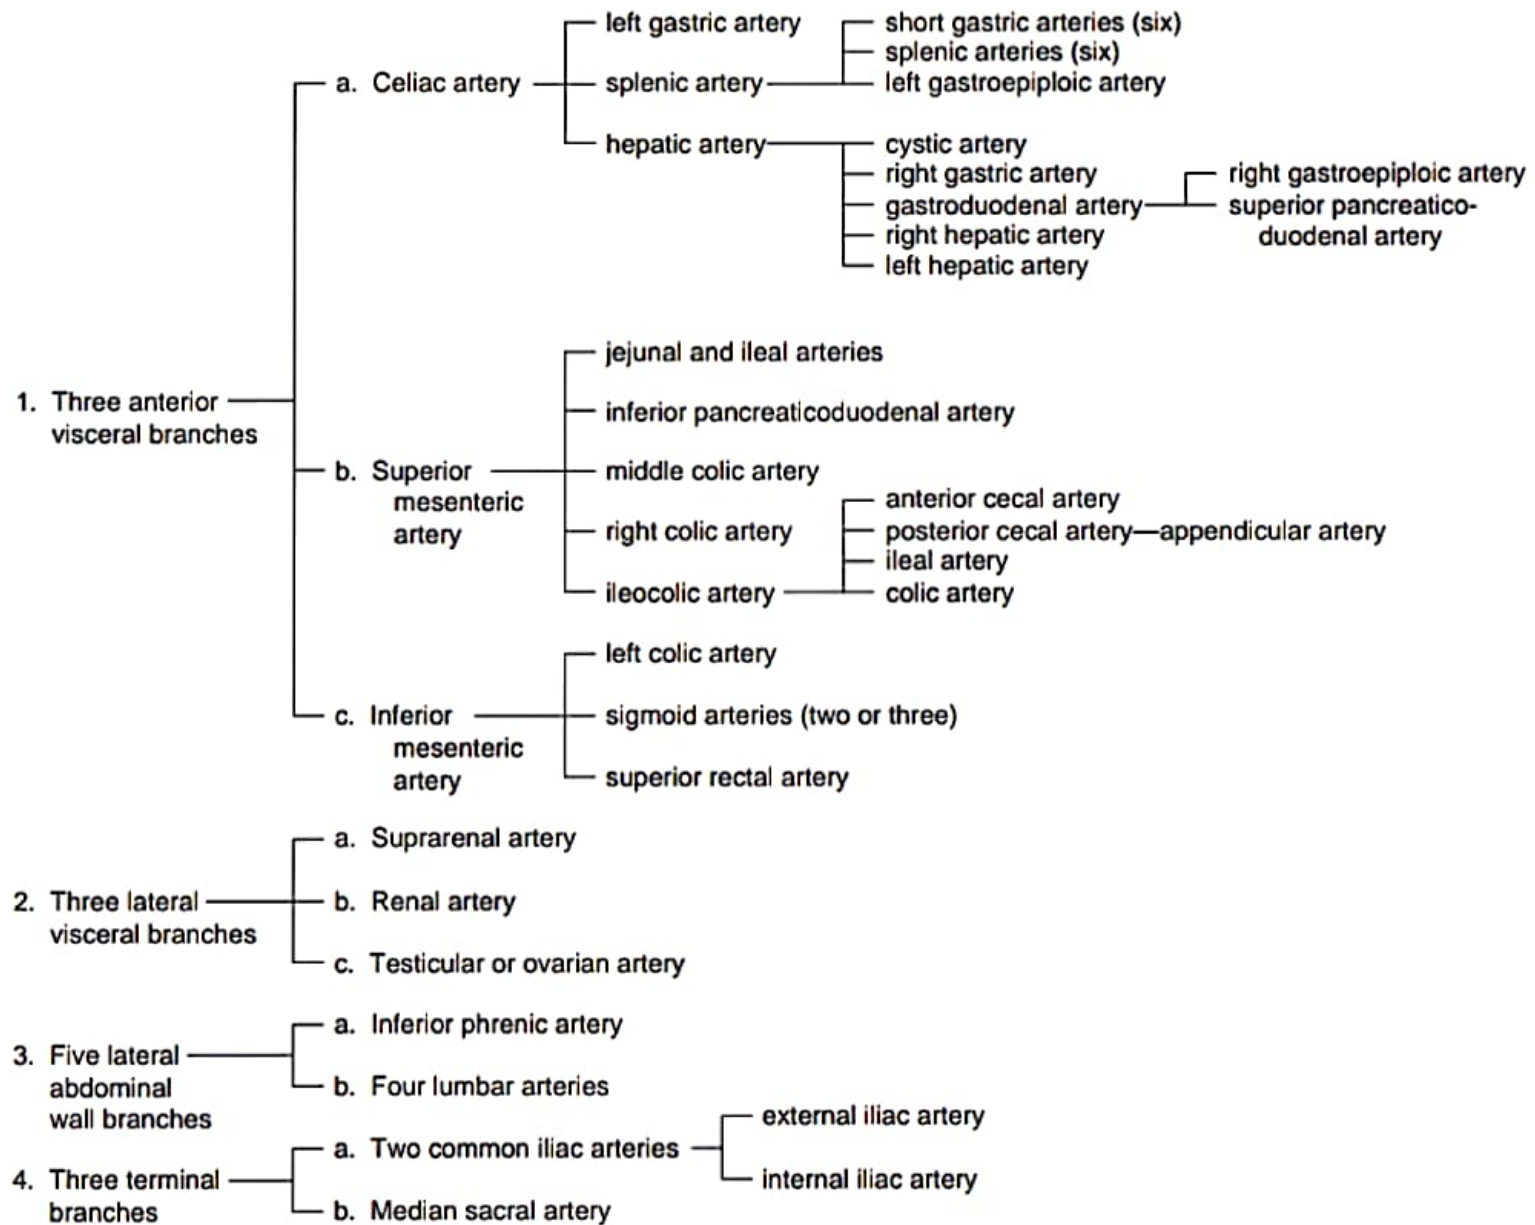 left gastric artery
short gastric arteries (six)
splenic arteries (six)
a. Celiac artery
splenic artery
left gastroepiploic artery
hepatic artery
cystic artery
right gastric artery
right gastroepiploic artery
gastroduodenal artery
superior pancreatico-
right hepatic artery
duodenal artery
left hepatic artery
jejunal and ileal arteries
1. Three anterior
visceral branches
inferior pancreaticoduodenal artery
b. Superior
mesenteric
artery
middle colic artery
anterior cecal artery
right colic artery
posterior cecal artery—appendicular artery
ileal artery
ileocolic artery
colic artery
left colic artery
c. Inferior
mesenteric
artery
sigmoid arteries (two or three)
superior rectal artery
a. Suprarenal artery
2. Three lateral
visceral branches
b. Renal artery
c. Testicular or ovarian artery
a. Inferior phrenic artery
3. Five lateral
abdominal
wall branches
b. Four lumbar arteries
external iliac artery
a. Two common iliac arteries
4. Three terminal
branches
internal iliac artery
b. Median sacral artery